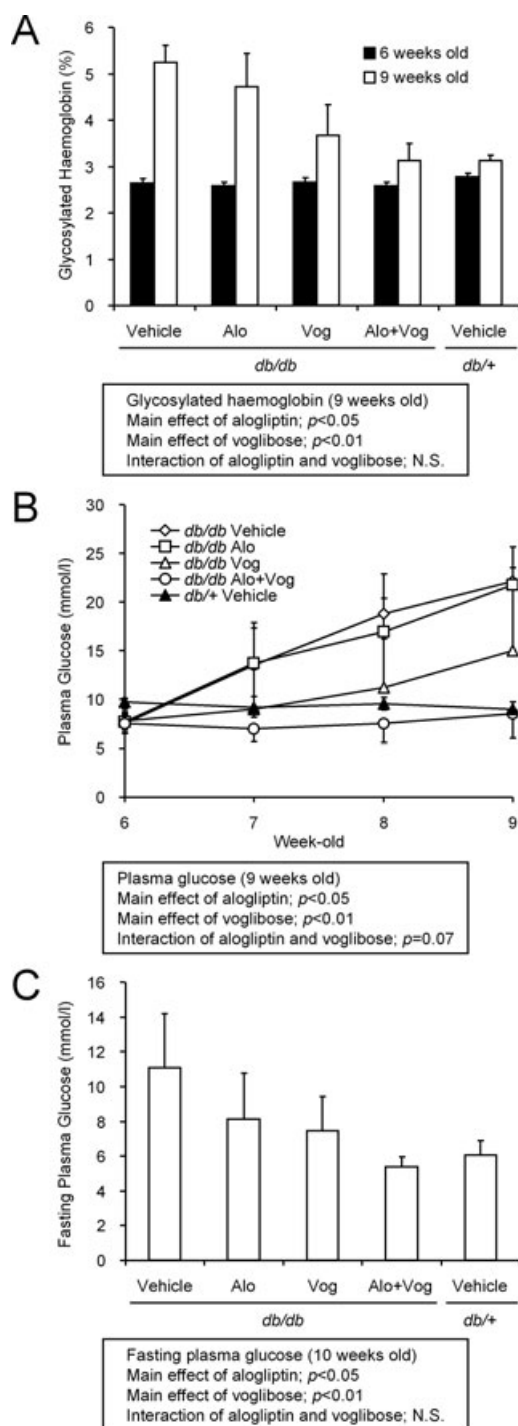 A
6
5
4
3
2
1
0
Glycosylated Haemoglobin (%)
6 weeks old
9 weeks old
Vehicle Alo Vog Alo+Vog Vehicle
db/db db/+
Glycosylated haemoglobin (9 weeks old)
Main effect of alogliptin; p<0.05
Main effect of voglibose; p<0.01
Interaction of alogliptin and voglibose; N.S.
B
30
25
20
15
10
5
0
Plasma Glucose (mmol/l)
db/db Vehicle
db/db Alo
db/db Vog
db/db Alo+Vog
db/+ Vehicle
6 7 8 9
Week-old
Plasma glucose (9 weeks old)
Main effect of alogliptin; p<0.05
Main effect of voglibose; p<0.01
Interaction of alogliptin and voglibose; p=0.07
C
16
14
12
10
8
6
4
2
0
Fasting Plasma Glucose (mmol/l)
Vehicle Alo Vog Alo+Vog Vehicle
db/db db/+
Fasting plasma glucose (10 weeks old)
Main effect of alogliptin; p<0.05
Main effect of voglibose; p<0.01
Interaction of alogliptin and voglibose; N.S.